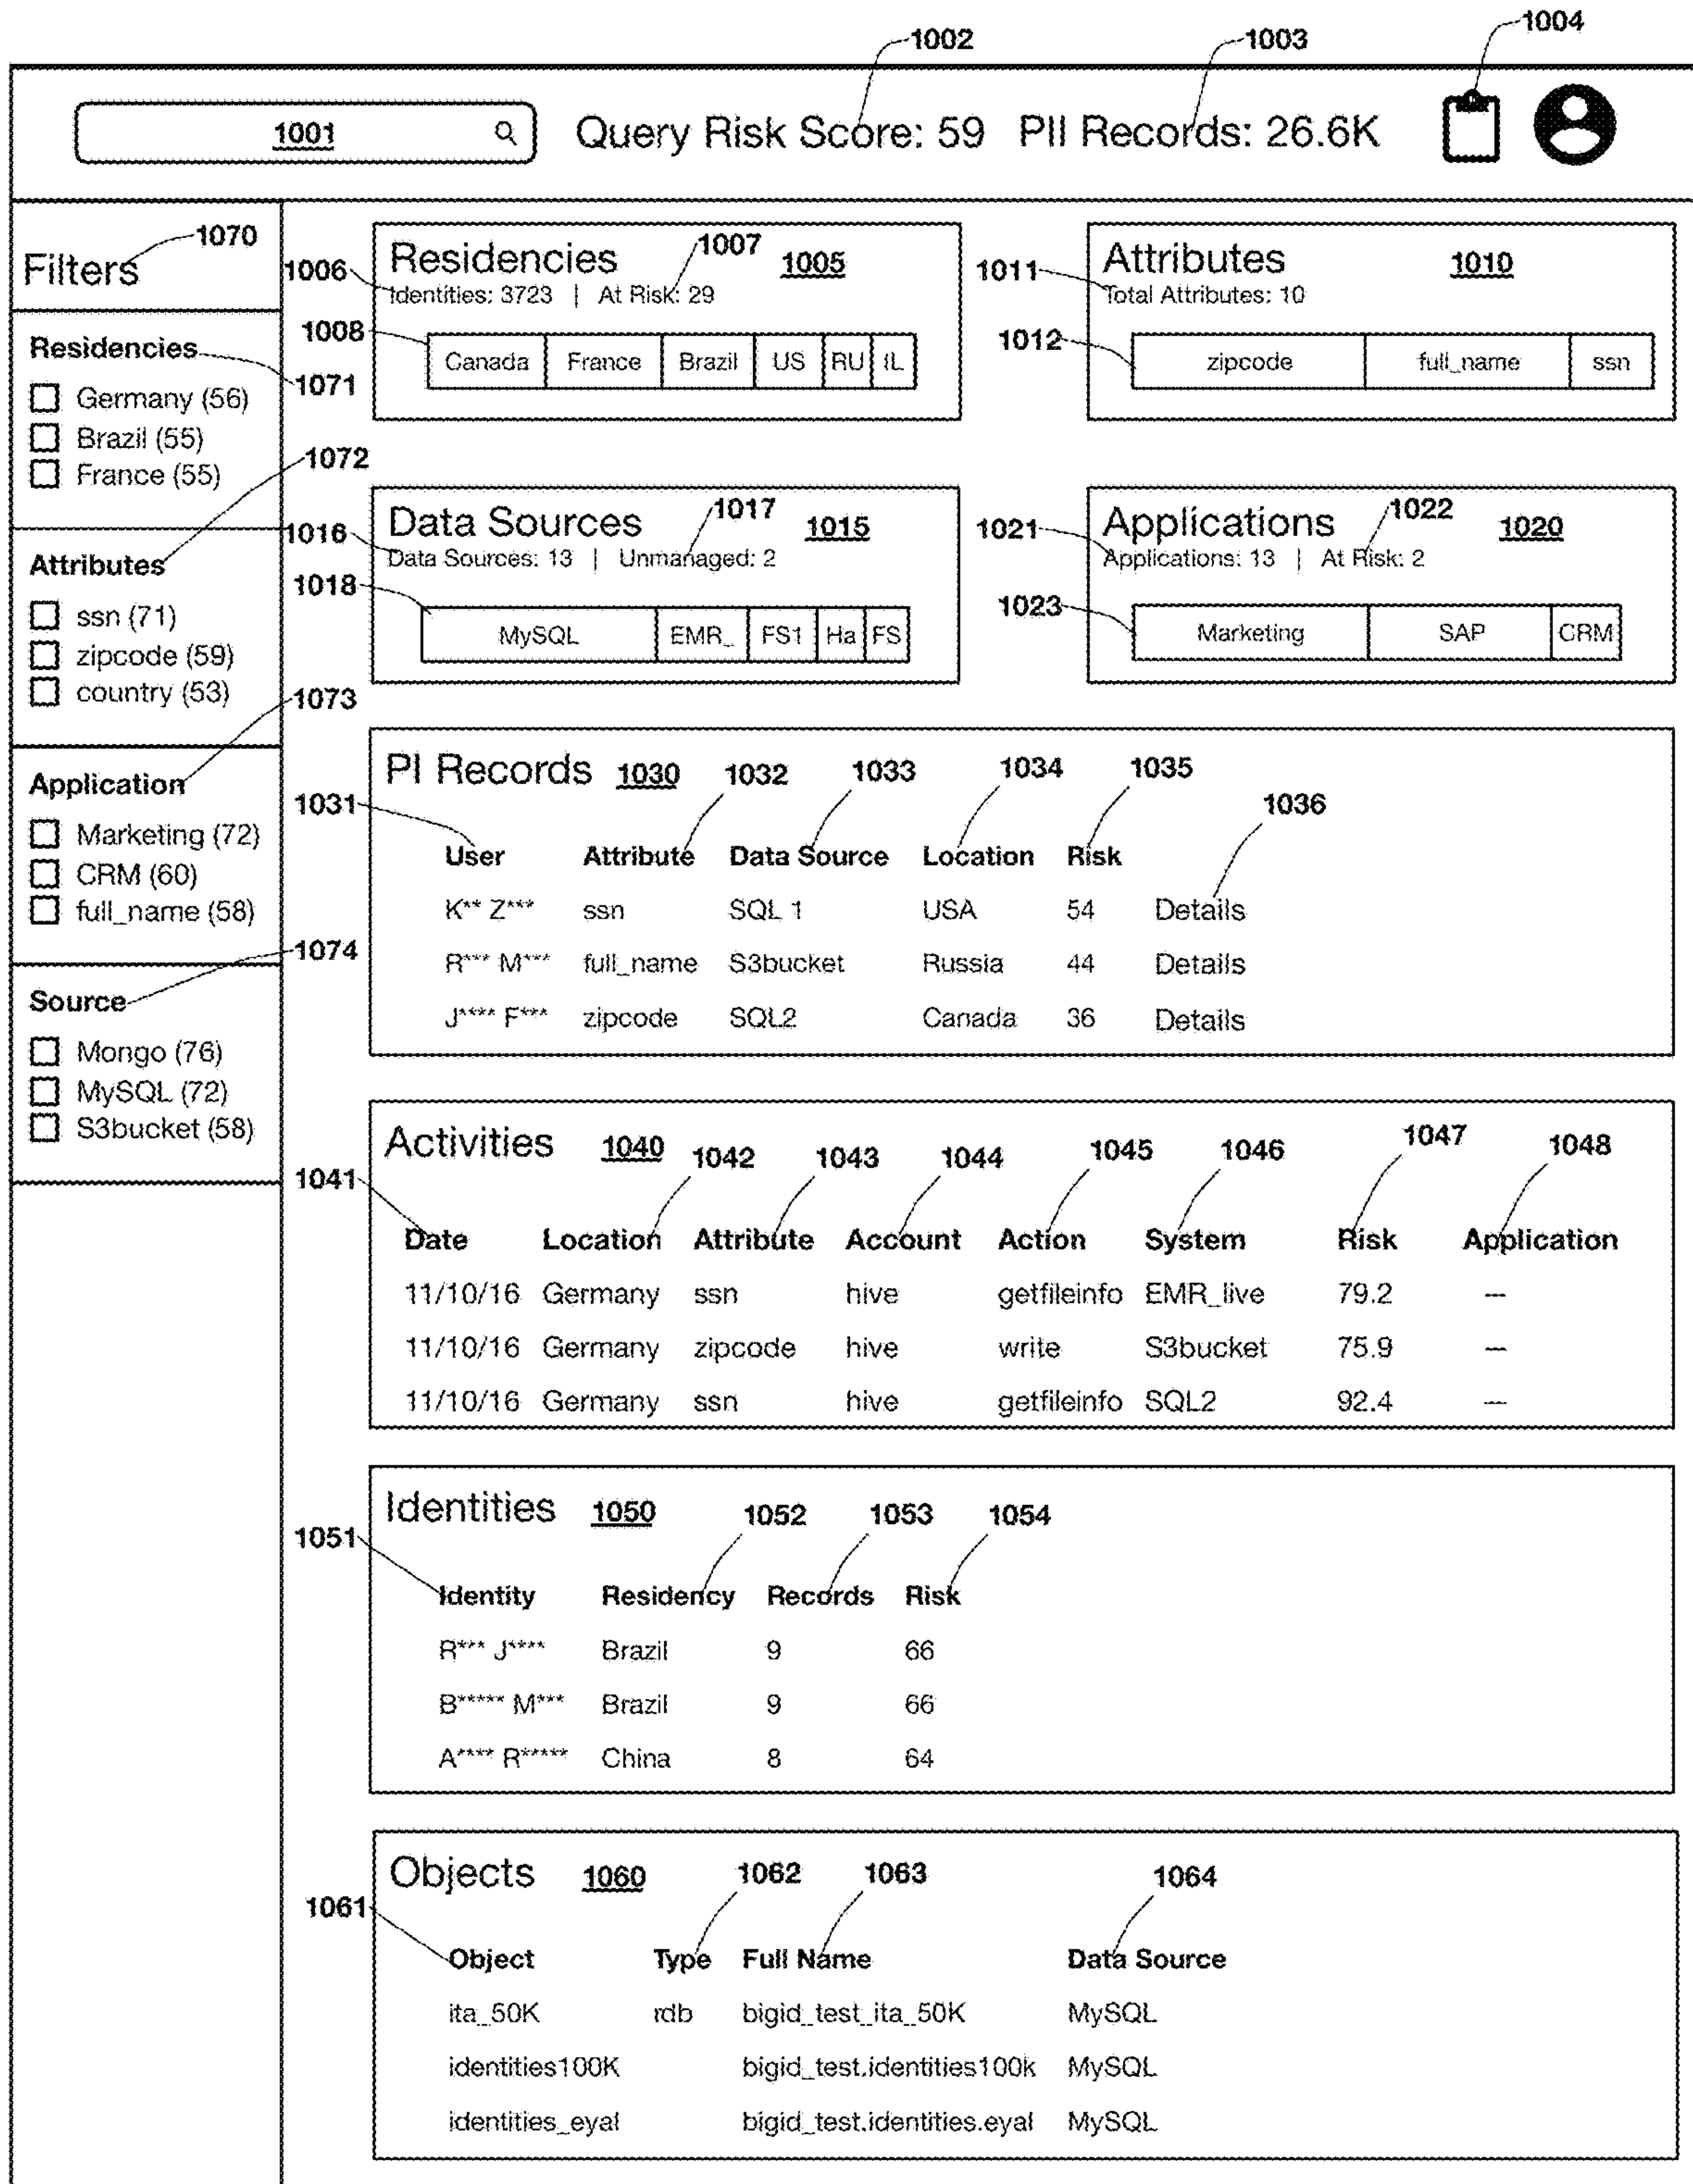 1002 1003 1004
1001 Query Risk Score: 59 PII Records: 26.6K
Filters 1070
Residencies 1071
Germany (56)
Brazil (55)
France (55)
1072
Attributes
ssn (71)
zipcode (59)
country (53)
1073
Application
Marketing (72)
CRM (60)
full_name (58)
1074
Source
Mongo (76)
MySQL (72)
S3bucket (58)
Residencies 1007 1005
1006 Identities: 3723 | At Risk: 29
1008 Canada France Brazil US RU IL
Attributes 1010
1011 Total Attributes: 10
1012 zipcode full_name ssn
Data Sources 1017 1015
1016 Data Sources: 13 | Unmanaged: 2
1018 MySQL EMR_ FS1 Ha FS
Applications 1022 1020
1021 Applications: 13 | At Risk: 2
1023 Marketing SAP CRM
PI Records 1030 1032 1033 1034 1035
1031 1036
User Attribute Data Source Location Risk
K** Z*** ssn SQL 1 USA 54 Details
R*** M*** full_name S3bucket Russia 44 Details
J**** F*** zipcode SQL2 Canada 36 Details
Activities 1040 1042 1043 1044 1045 1046 1047 1048
1041
Date Location Attribute Account Action System Risk Application
11/10/16 Germany ssn hive getfileinfo EMR_live 79.2 —
11/10/16 Germany zipcode hive write S3bucket 75.9 —
11/10/16 Germany ssn hive getfileinfo SQL2 92.4 —
Identities 1050 1052 1053 1054
1051
Identity Residency Records Risk
R*** J**** Brazil 9 66
B***** M*** Brazil 9 66
A**** R***** China 8 64
Objects 1060 1062 1063 1064
1061
Object Type Full Name Data Source
ita_50K rdb bigid_test_ita_50K MySQL
identities100K bigid_test.identities100k MySQL
identities_eyal bigid_test.identities.eyal MySQL